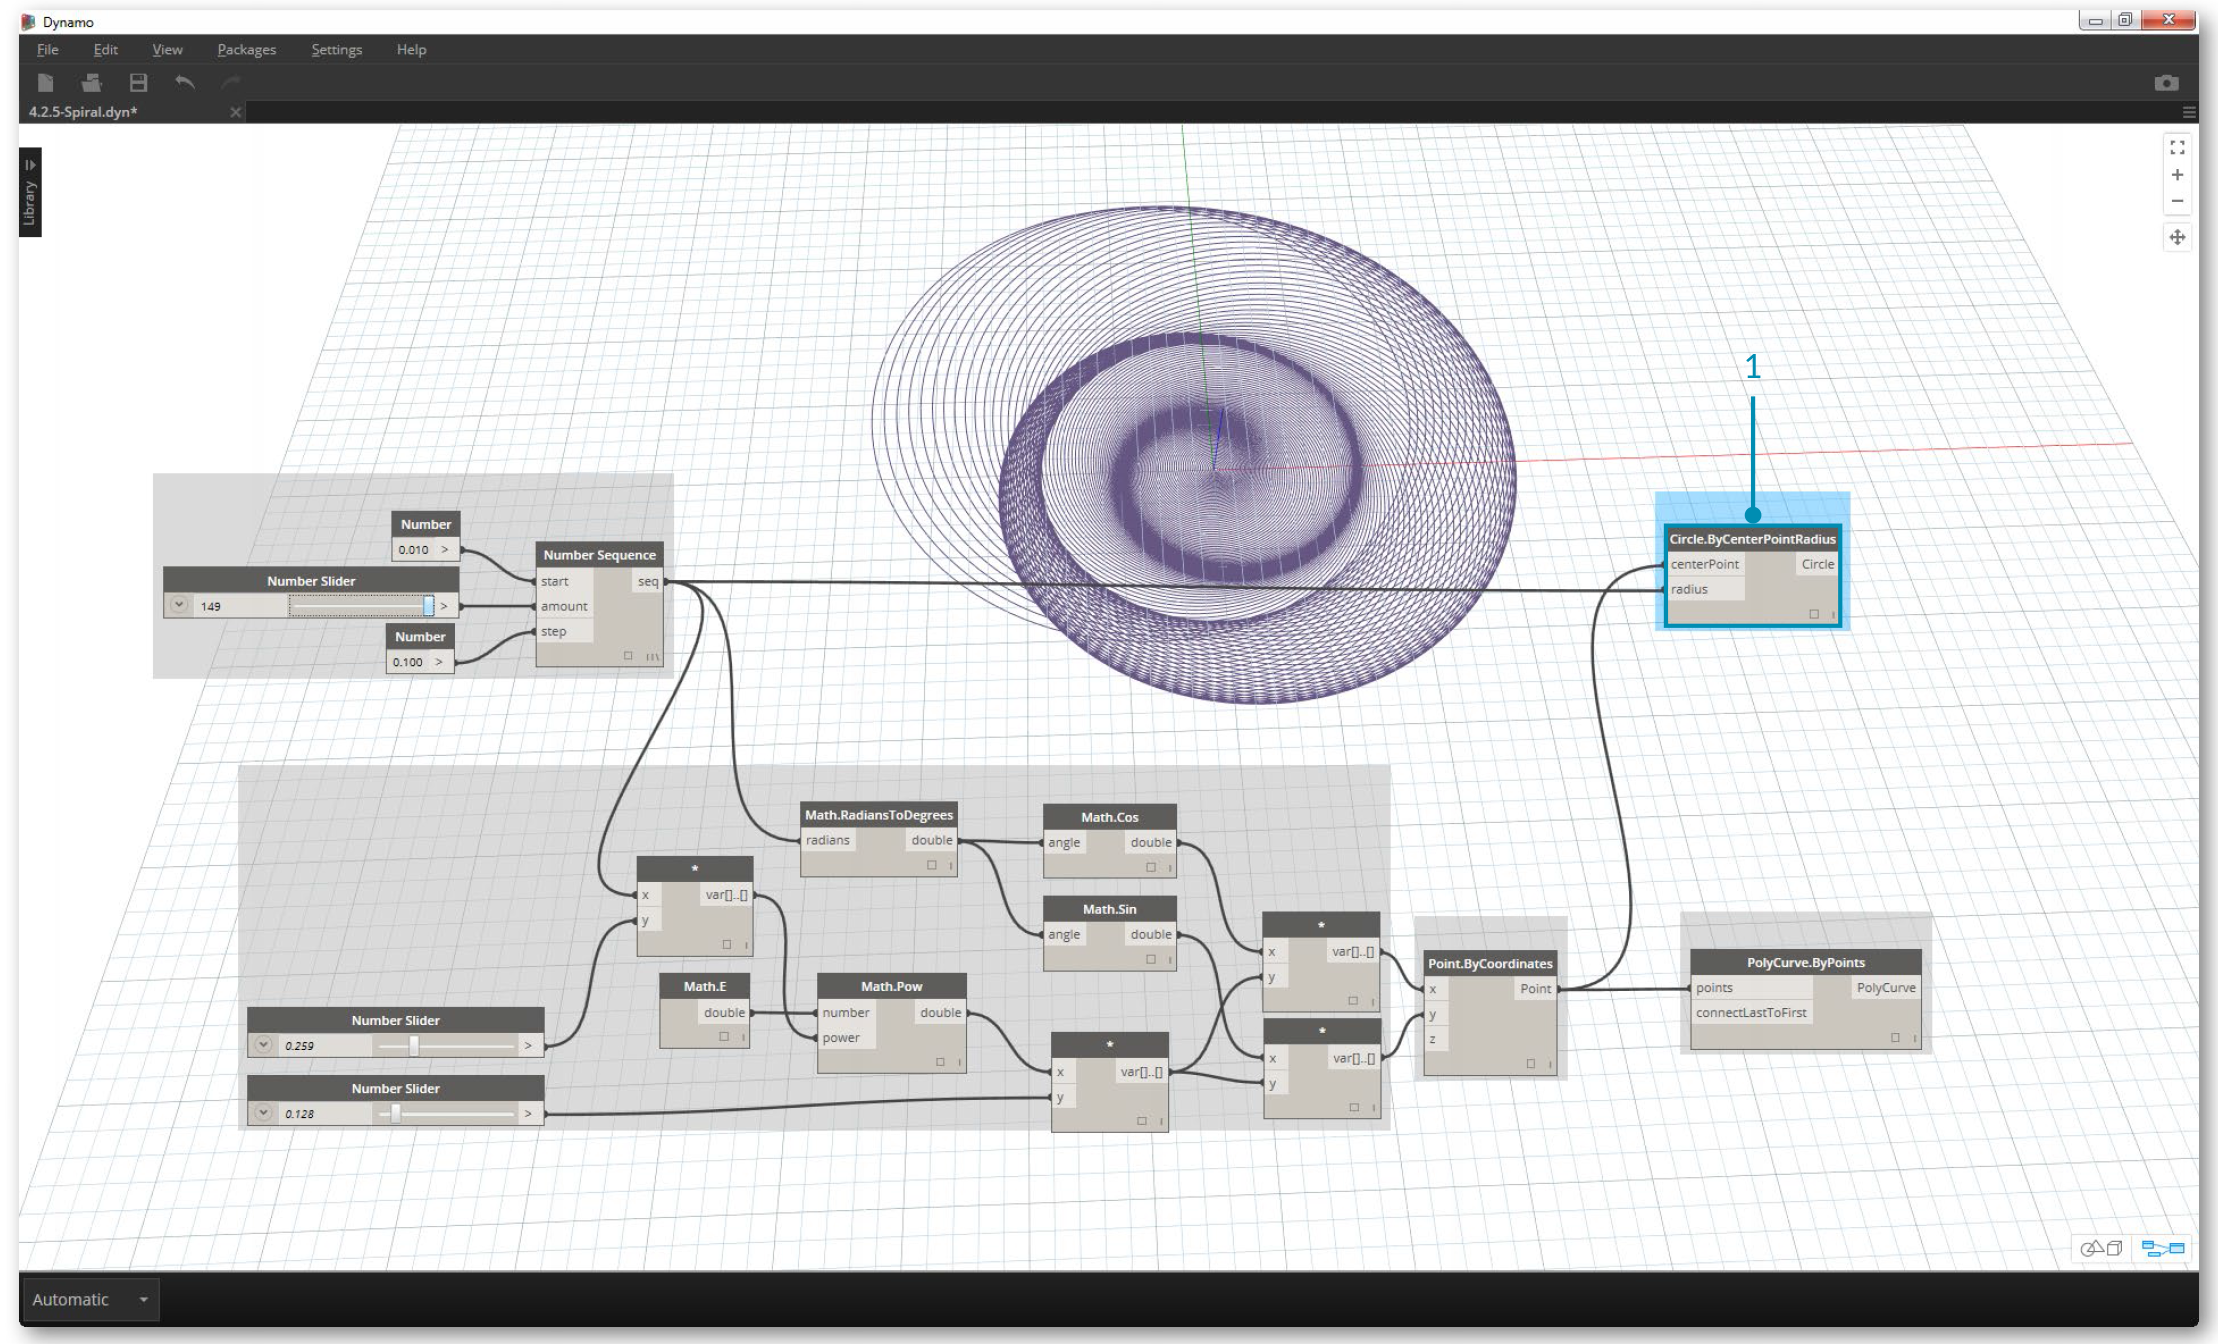 Dynamo
File Edit View Packages Settings Help
4.2.5-Spiral.dyn*
Library
1
Number
0.010 >
Number Slider
149 >
Number
0.100 >
Number Sequence
start seq
amount
step
Circle.ByCenterPointRadius
centerPoint Circle
radius
Math.RadiansToDegrees
radians double
Math.Cos
angle double
Math.Sin
angle double
*
x var[]..[]
y
Math.E
double
Math.Pow
number double
power
Number Slider
0.259 >
Number Slider
0.128 >
*
x var[]..[]
y
*
x var[]..[]
y
*
x var[]..[]
y
Point.ByCoordinates
x Point
y
z
PolyCurve.ByPoints
points PolyCurve
connectLastToFirst
Automatic